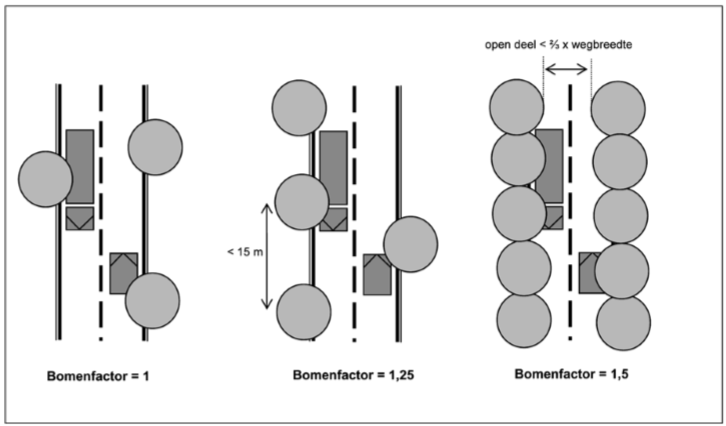 open deel < ⅔ x wegbreedte
< 15 m
Bomenfactor = 1
Bomenfactor = 1,25
Bomenfactor = 1,5